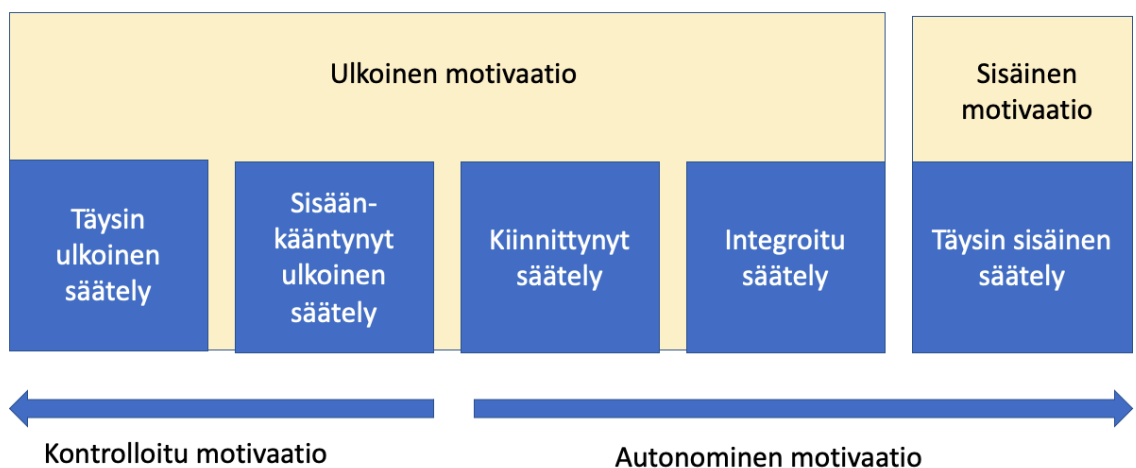 Ulkoinen motivaatio
Sisäinen
motivaatio
Täysin
ulkoinen
säätely
Sisään-
kääntynyt
ulkoinen
säätely
Kiinnittynyt
säätely
Integroitu
säätely
Täysin sisäinen
säätely
Kontrolloitu motivaatio
Autonominen motivaatio